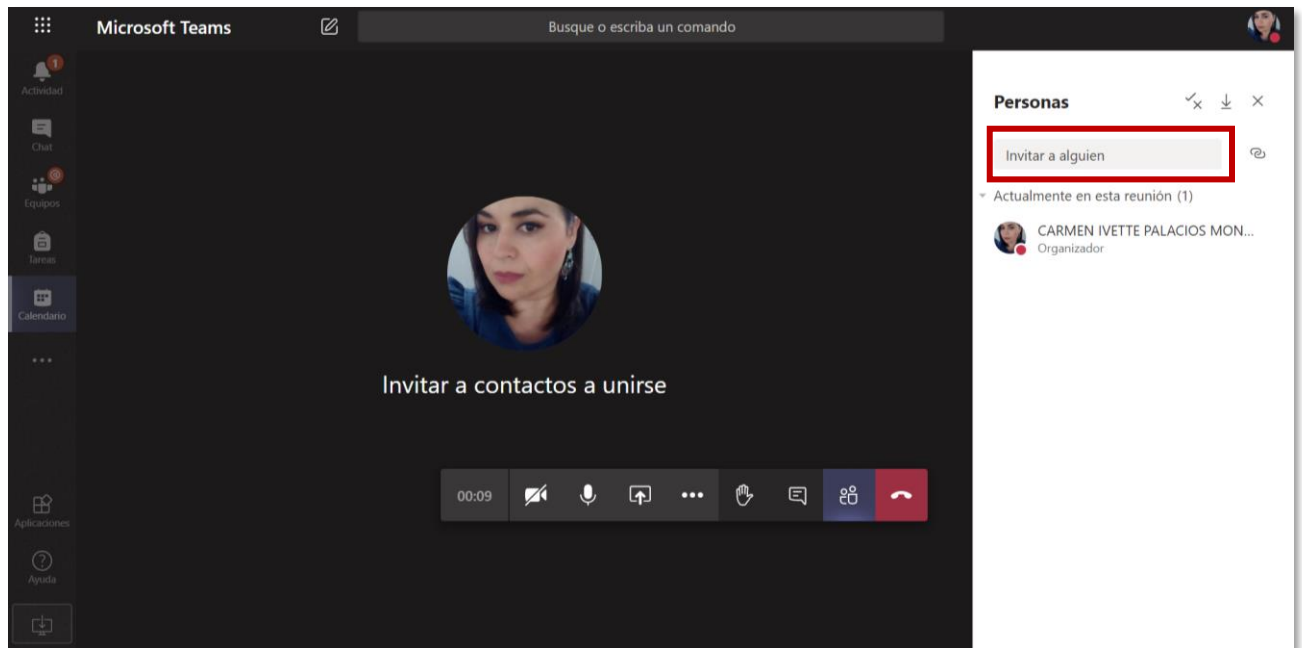 Microsoft Teams
Busque o escriba un comando
1
Actividad
Chat
Equipos
Tareas
Calendario
Aplicaciones
Ayuda
Invitar a contactos a unirse
00:09
Personas
Invitar a alguien
Actualmente en esta reunión (1)
CARMEN IVETTE PALACIOS MON...
Organizador